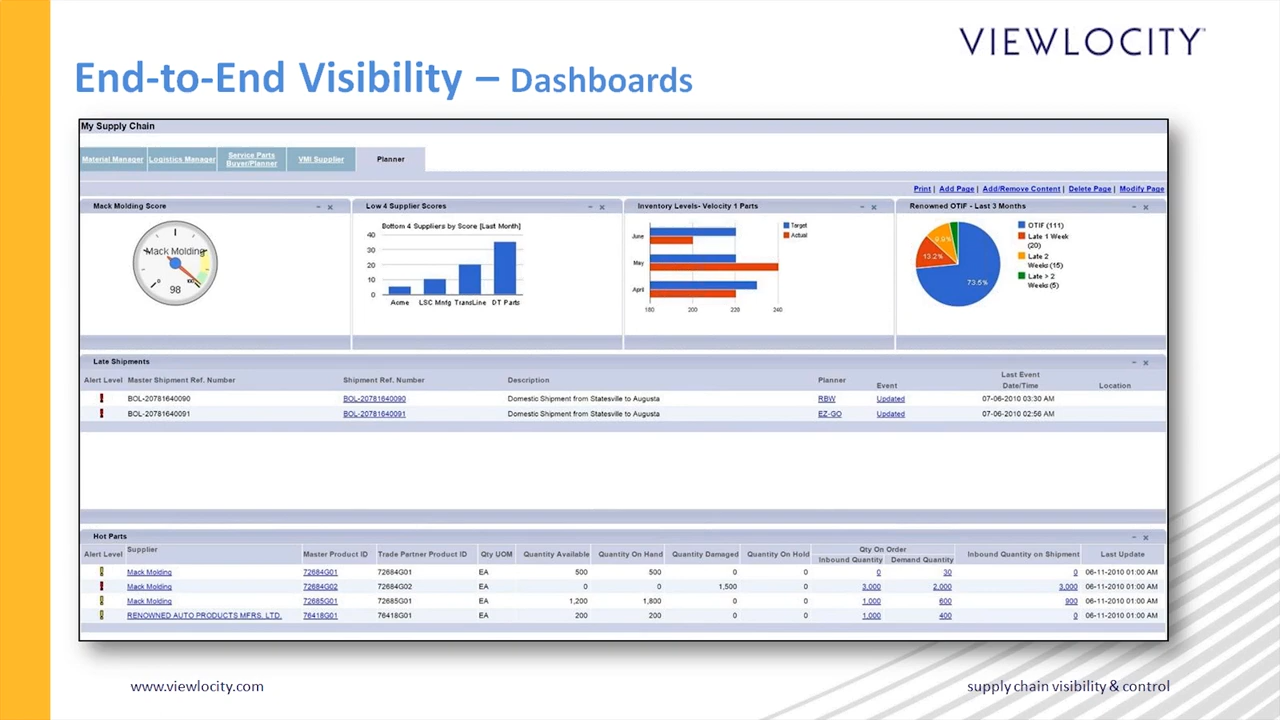 VIEWLOCITY™
End-to-End Visibility – Dashboards
My Supply Chain
Material Manager Logistics Manager Service Parts Buyer/Planner VMI Supplier Planner
Print | Add Page | Add/Remove Content | Delete Page | Modify Page
Mack Molding Score
Mack Molding
0
98
Low 4 Supplier Scores
Bottom 4 Suppliers by Score [Last Month]
40
30
20
10
0
Acme LSC Mnfg TransLine DT Parts
Inventory Levels- Velocity 1 Parts
June
May
April
180 200 220 240
Target
Actual
Renowned OTIF - Last 3 Months
9.9%
13.2%
73.5%
OTIF (111)
Late 1 Week
(20)
Late 2
Weeks (15)
Late > 2
Weeks (5)
Late Shipments
Alert Level Master Shipment Ref. Number Shipment Ref. Number Description Planner Event Last Event Date/Time Location
BOL-20781640090 BOL-20781640090 Domestic Shipment from Statesville to Augusta RBW Updated 07-06-2010 03:30 AM
BOL-20781640091 BOL-20781640091 Domestic Shipment from Statesville to Augusta EZ-GO Updated 07-06-2010 02:56 AM
Hot Parts
Alert Level Supplier Master Product ID Trade Partner Product ID Qty UOM Quantity Available Quantity On Hand Quantity Damaged Quantity On Hold Qty On Order Inbound Quantity Demand Quantity Inbound Quantity on Shipment Last Update
Mack Molding 72684G01 72684G01 EA 500 500 0 0 0 30 0 06-11-2010 01:00 AM
Mack Molding 72684G02 72684G02 EA 0 0 1,500 0 3,000 2,000 3,000 06-11-2010 01:00 AM
Mack Molding 72685G01 72685G01 EA 1,200 1,800 0 0 1,000 600 900 06-11-2010 01:00 AM
RENOWNED AUTO PRODUCTS MFRS. LTD. 76418G01 76418G01 EA 200 200 0 0 1,000 400 0 06-11-2010 01:00 AM
www.viewlocity.com
supply chain visibility & control